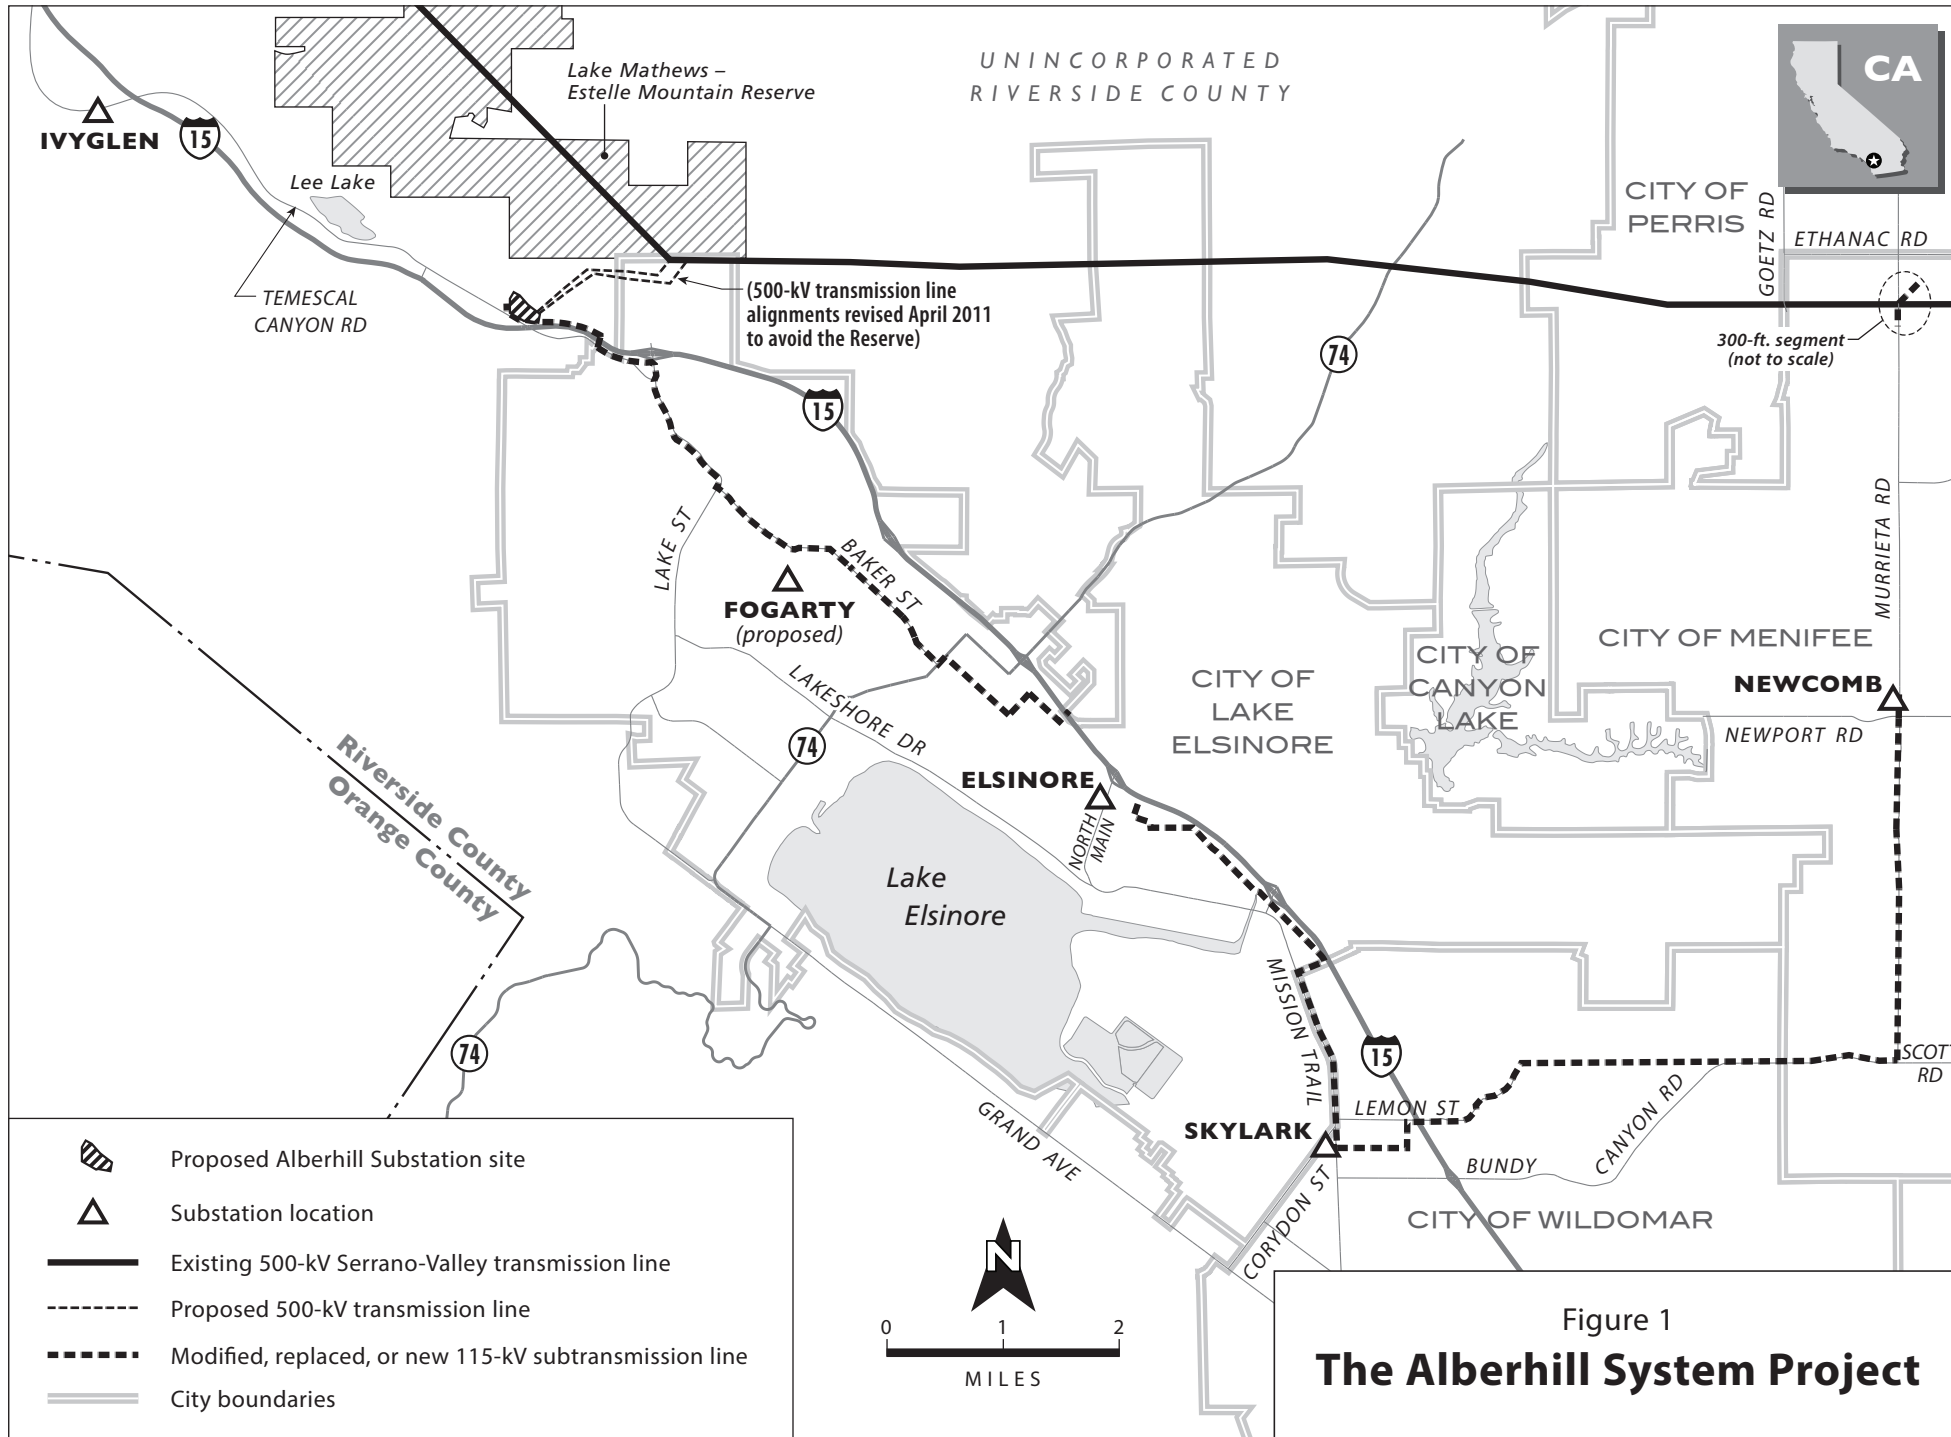 UNINCORPORATED
RIVERSIDE COUNTY
CA
Lake Mathews –
Estelle Mountain Reserve
IVYGLEN
15
Lee Lake
TEMESCAL
CANYON RD
CITY OF
PERRIS
GOETZ RD
ETHANAC RD
(500-kV transmission line
alignments revised April 2011
to avoid the Reserve)
74
300-ft. segment
(not to scale)
15
LAKE ST
BAKER ST
MURRIETA RD
FOGARTY
(proposed)
CITY OF MENIFEE
CITY OF
CANYON
LAKE
CITY OF
LAKE
ELSINORE
NEWCOMB
NEWPORT RD
LAKESHORE DR
74
Riverside County
Orange County
ELSINORE
NORTH
MAIN
Lake
Elsinore
MISSION TRAIL
74
15
SCOTT
RD
LEMON ST
CANYON RD
SKYLARK
BUNDY
GRAND AVE
CORYDON ST
CITY OF WILDOMAR
Proposed Alberhill Substation site
Substation location
Existing 500-kV Serrano-Valley transmission line
Proposed 500-kV transmission line
Modified, replaced, or new 115-kV subtransmission line
City boundaries
N
0 1 2
MILES
Figure 1
The Alberhill System Project